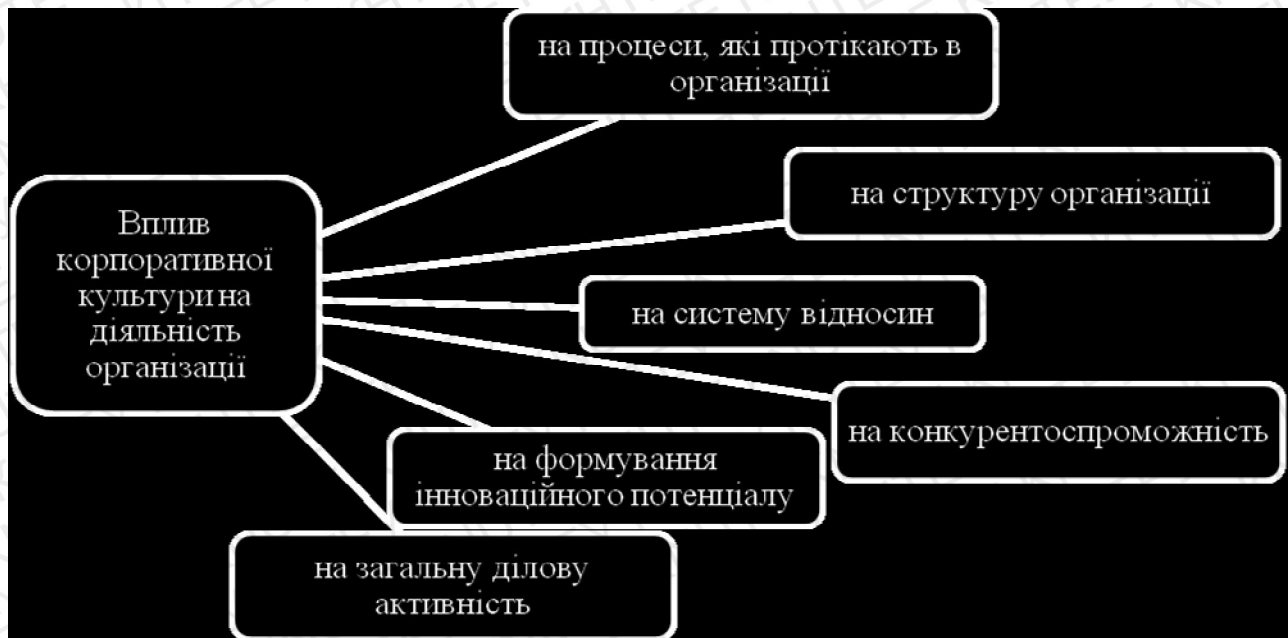 на процеси, які протікають в
організації
на структуру організації
Вплив
корпоративної
культури на
діяльність
організації
на систему відносин
на конкурентоспроможність
на формування
інноваційного потенціалу
на загальну ділову
активність